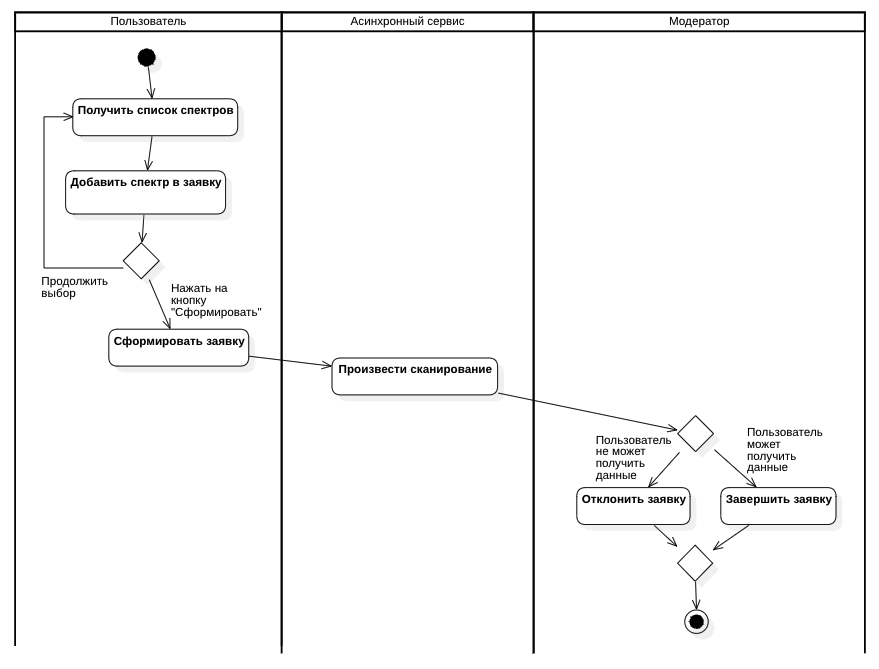 Пользователь
Асинхронный сервис
Модератор
Получить список спектров
Добавить спектр в заявку
Продолжить
выбор
Нажать на
кнопку
"Сформировать"
Сформировать заявку
Произвести сканирование
Пользователь
не может
получить
данные
Пользователь
может
получить
данные
Отклонить заявку
Завершить заявку